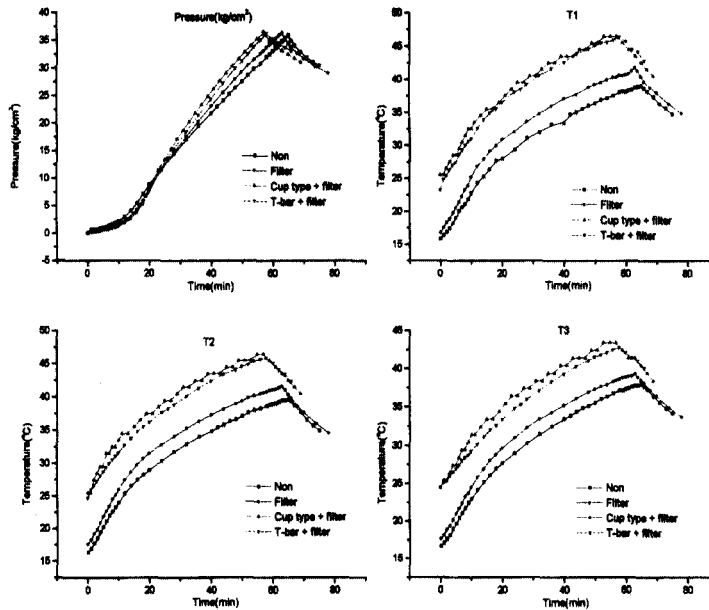 Pressure(kg/cm²)
Pressure(kg/cm²)
40
35
30
25
20
15
10
5
0
-5
Non
Filter
Cup type + filter
T-bar + filter
0 20 40 60 80
Time(min)
T1
Temperature(°C)
50
45
40
35
30
25
20
15
Non
Filter
Cup type + filter
T-bar + filter
0 20 40 60 80
Time(min)
T2
Temperature(°C)
50
45
40
35
30
25
20
15
Non
Filter
Cup type + filter
T-bar + filter
0 20 40 60 80
Time(min)
T3
Temperature(°C)
45
40
35
30
25
20
15
Non
Filter
Cup type + filter
T-bar + filter
0 20 40 60 80
Time(min)